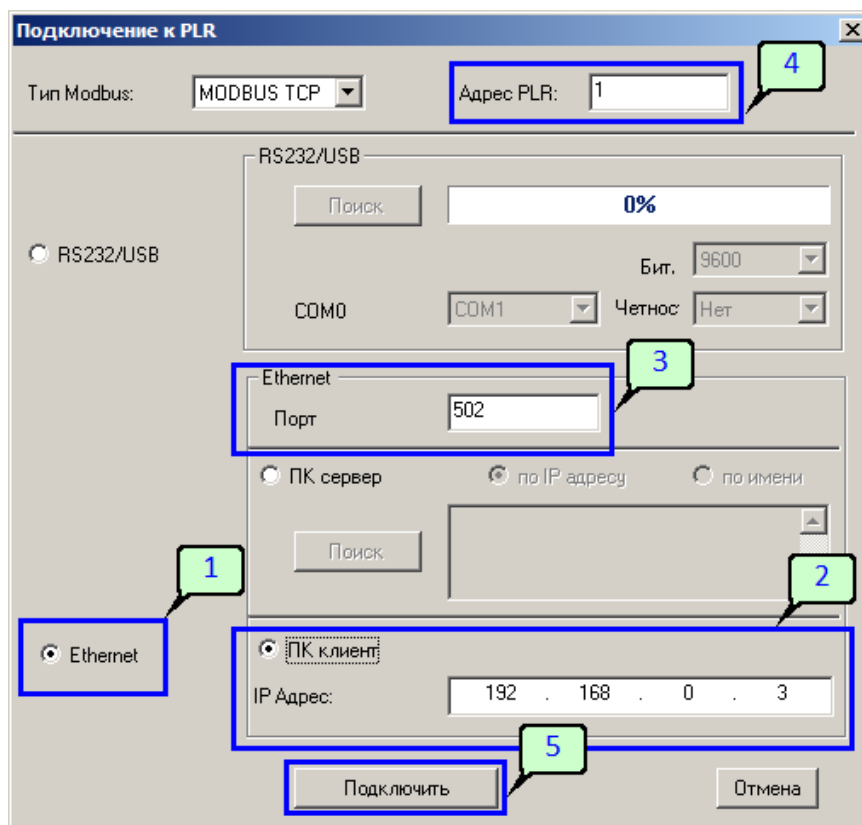 Подключение к PLR
4
Тип Modbus: MODBUS TCP Адрес PLR: 1
RS232/USB
Поиск 0%
RS232/USB
Бит. 9600
COM0 COM1 Четнос Нет
3
Ethernet
Порт 502
ПК сервер по IP адресу по имени
1
Поиск
2
Ethernet
ПК клиент
IP Адрес: 192 . 168 . 0 . 3
5
Подключить Отмена